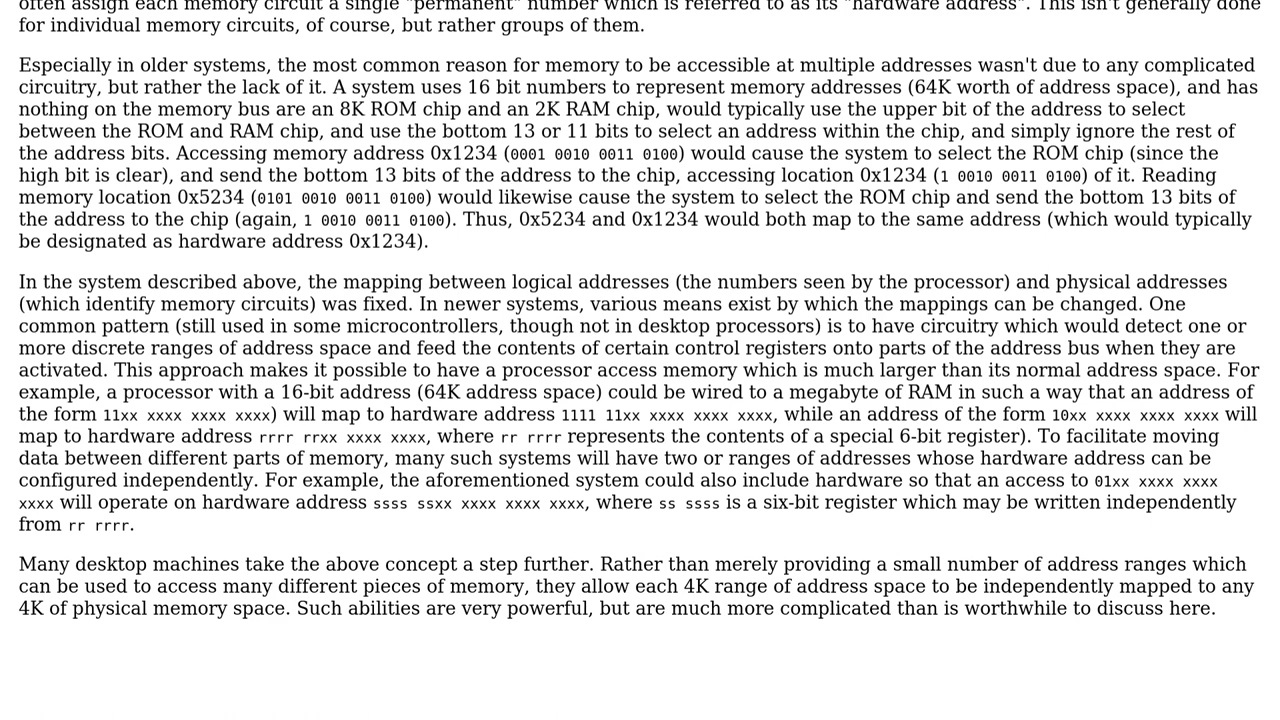 often assign each memory circuit a single "permanent" number which is referred to as its "hardware address". This isn't generally done
for individual memory circuits, of course, but rather groups of them.
Especially in older systems, the most common reason for memory to be accessible at multiple addresses wasn't due to any complicated
circuitry, but rather the lack of it. A system uses 16 bit numbers to represent memory addresses (64K worth of address space), and has
nothing on the memory bus are an 8K ROM chip and an 2K RAM chip, would typically use the upper bit of the address to select
between the ROM and RAM chip, and use the bottom 13 or 11 bits to select an address within the chip, and simply ignore the rest of
the address bits. Accessing memory address 0x1234 (0001 0010 0011 0100) would cause the system to select the ROM chip (since the
high bit is clear), and send the bottom 13 bits of the address to the chip, accessing location 0x1234 (1 0010 0011 0100) of it. Reading
memory location 0x5234 (0101 0010 0011 0100) would likewise cause the system to select the ROM chip and send the bottom 13 bits of
the address to the chip (again, 1 0010 0011 0100). Thus, 0x5234 and 0x1234 would both map to the same address (which would typically
be designated as hardware address 0x1234).
In the system described above, the mapping between logical addresses (the numbers seen by the processor) and physical addresses
(which identify memory circuits) was fixed. In newer systems, various means exist by which the mappings can be changed. One
common pattern (still used in some microcontrollers, though not in desktop processors) is to have circuitry which would detect one or
more discrete ranges of address space and feed the contents of certain control registers onto parts of the address bus when they are
activated. This approach makes it possible to have a processor access memory which is much larger than its normal address space. For
example, a processor with a 16-bit address (64K address space) could be wired to a megabyte of RAM in such a way that an address of
the form 11xx xxxx xxxx xxxx) will map to hardware address 1111 11xx xxxx xxxx xxxx, while an address of the form 10xx xxxx xxxx xxxx will
map to hardware address rrrr rrxx xxxx xxxx, where rr rrrr represents the contents of a special 6-bit register). To facilitate moving
data between different parts of memory, many such systems will have two or ranges of addresses whose hardware address can be
configured independently. For example, the aforementioned system could also include hardware so that an access to 01xx xxxx xxxx
xxxx will operate on hardware address ssss ssxx xxxx xxxx xxxx, where ss ssss is a six-bit register which may be written independently
from rr rrrr.
Many desktop machines take the above concept a step further. Rather than merely providing a small number of address ranges which
can be used to access many different pieces of memory, they allow each 4K range of address space to be independently mapped to any
4K of physical memory space. Such abilities are very powerful, but are much more complicated than is worthwhile to discuss here.